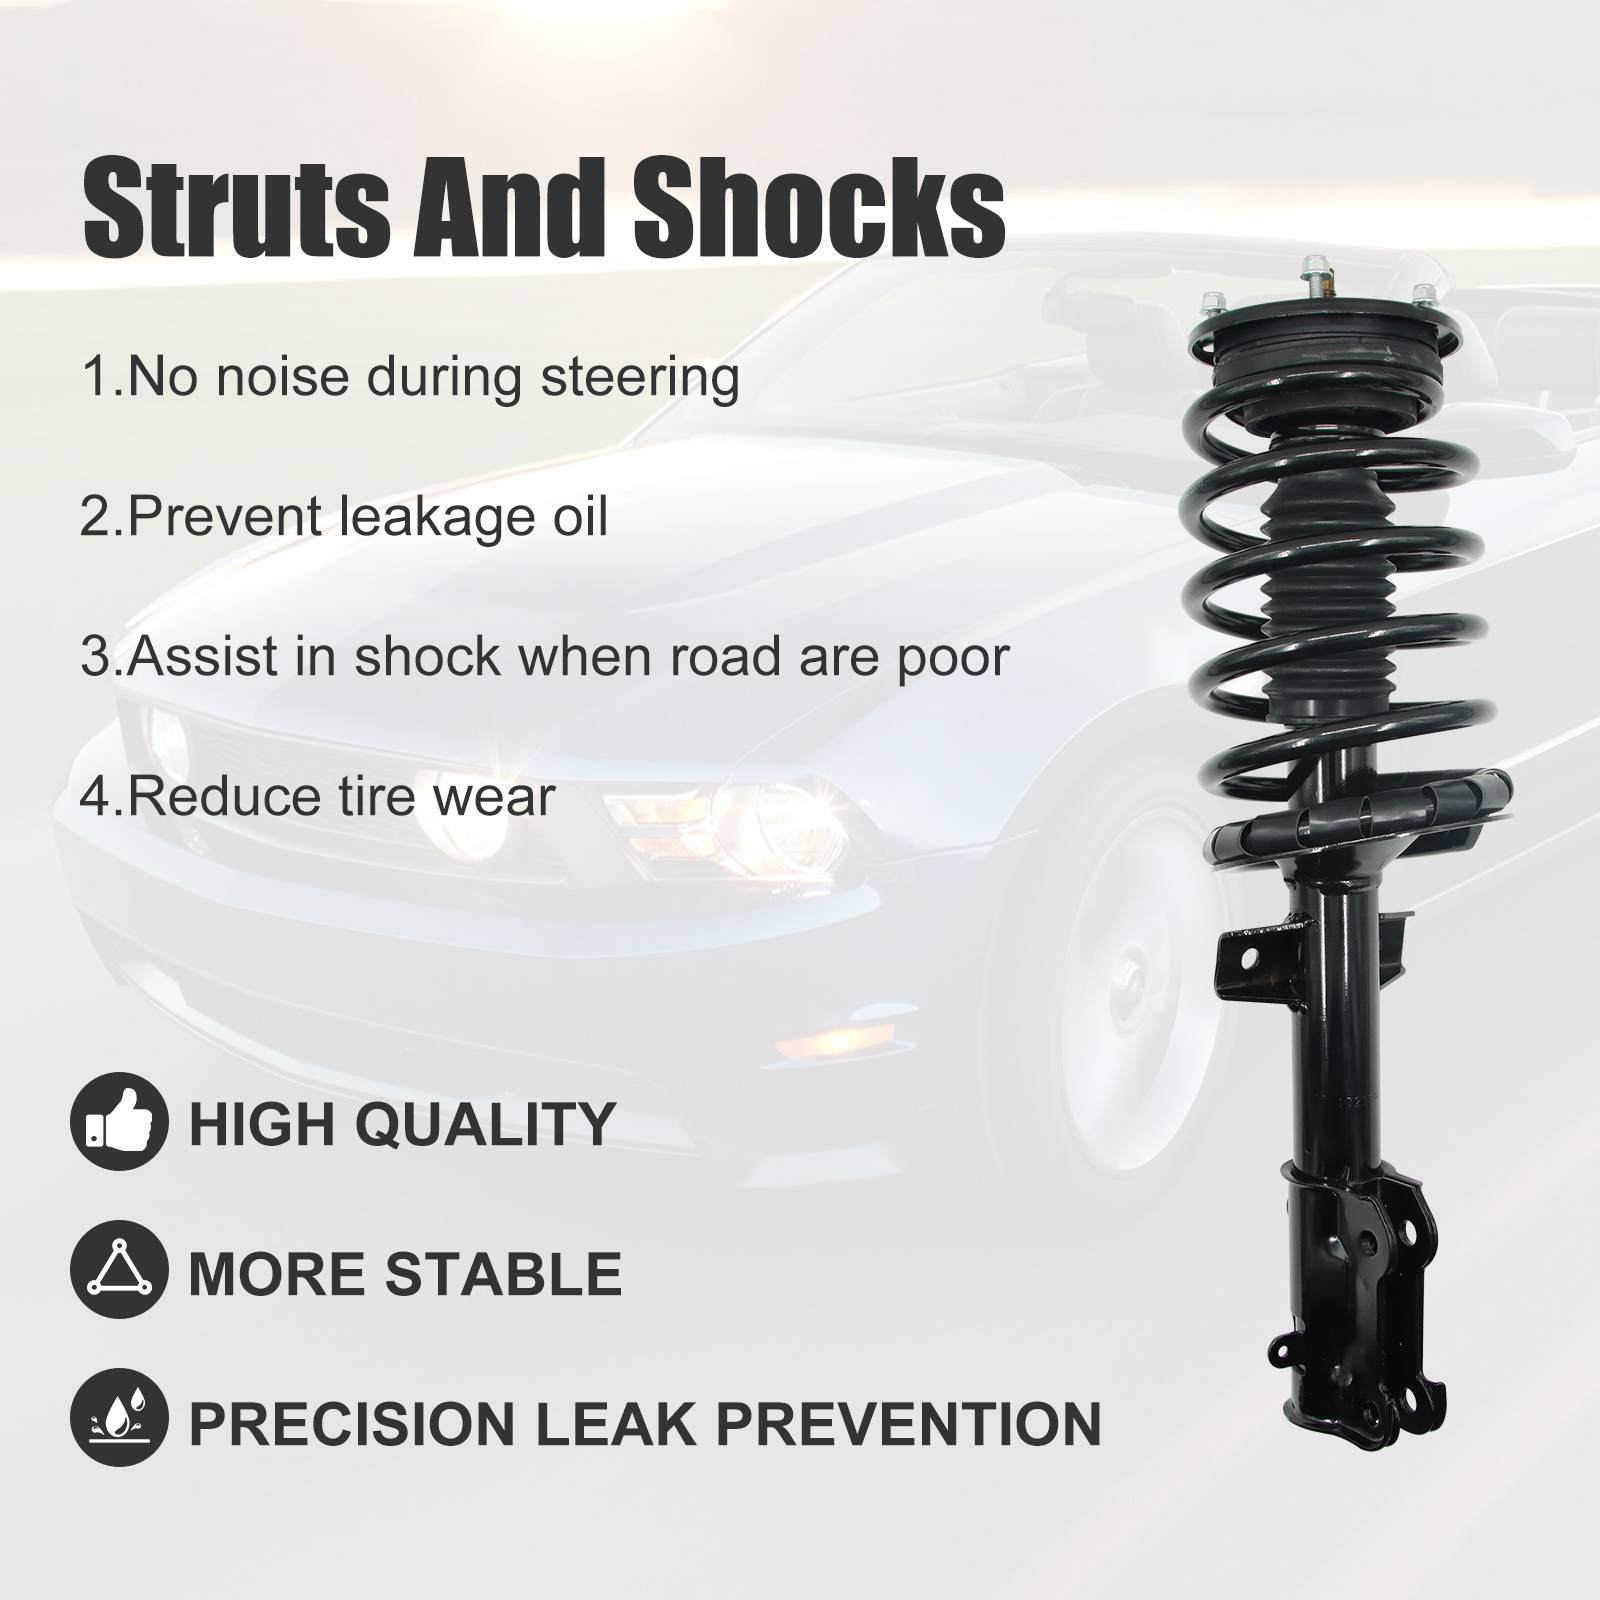 Struts And Shocks
1.No noise during steering
2.Prevent leakage oil
3.Assist in shock when road are poor
4.Reduce tire wear
HIGH QUALITY
MORE STABLE
PRECISION LEAK PREVENTION